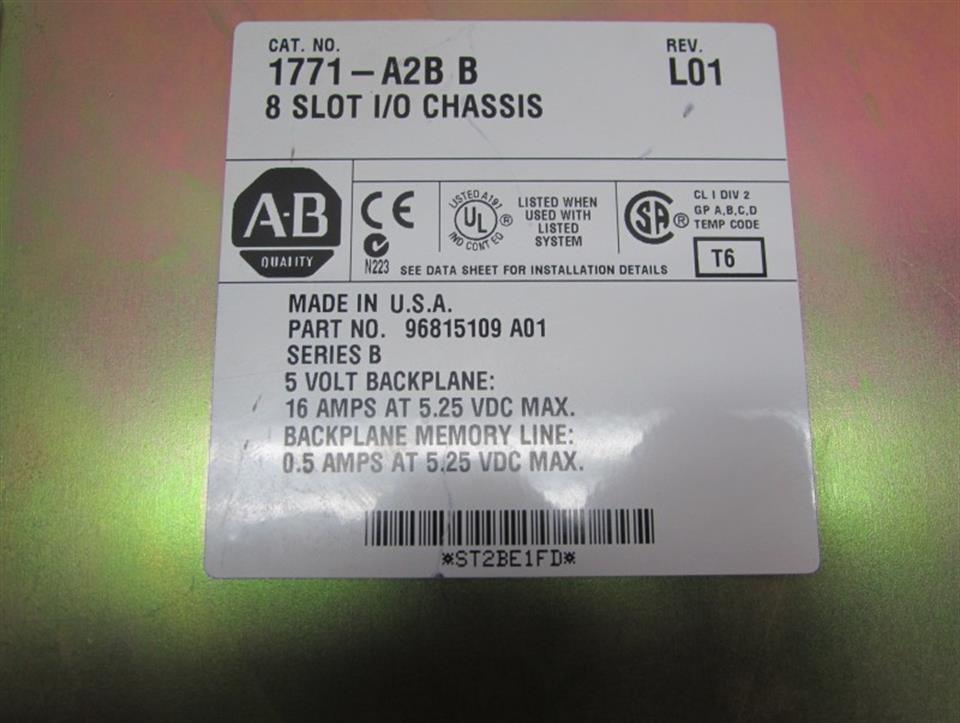 CAT. NO. REV.
1771-A2B B L01
8 SLOT I/O CHASSIS
A-B
QUALITY
CE
N223
LISTED A197
UL ®
IND CONT EQ
LISTED WHEN
USED WITH
LISTED
SYSTEM
SA ®
CL I DIV 2
GP A,B,C,D
TEMP CODE
T6
SEE DATA SHEET FOR INSTALLATION DETAILS
MADE IN U.S.A.
PART NO. 96815109 A01
SERIES B
5 VOLT BACKPLANE:
16 AMPS AT 5.25 VDC MAX.
BACKPLANE MEMORY LINE:
0.5 AMPS AT 5.25 VDC MAX.
*ST2BE1FD*